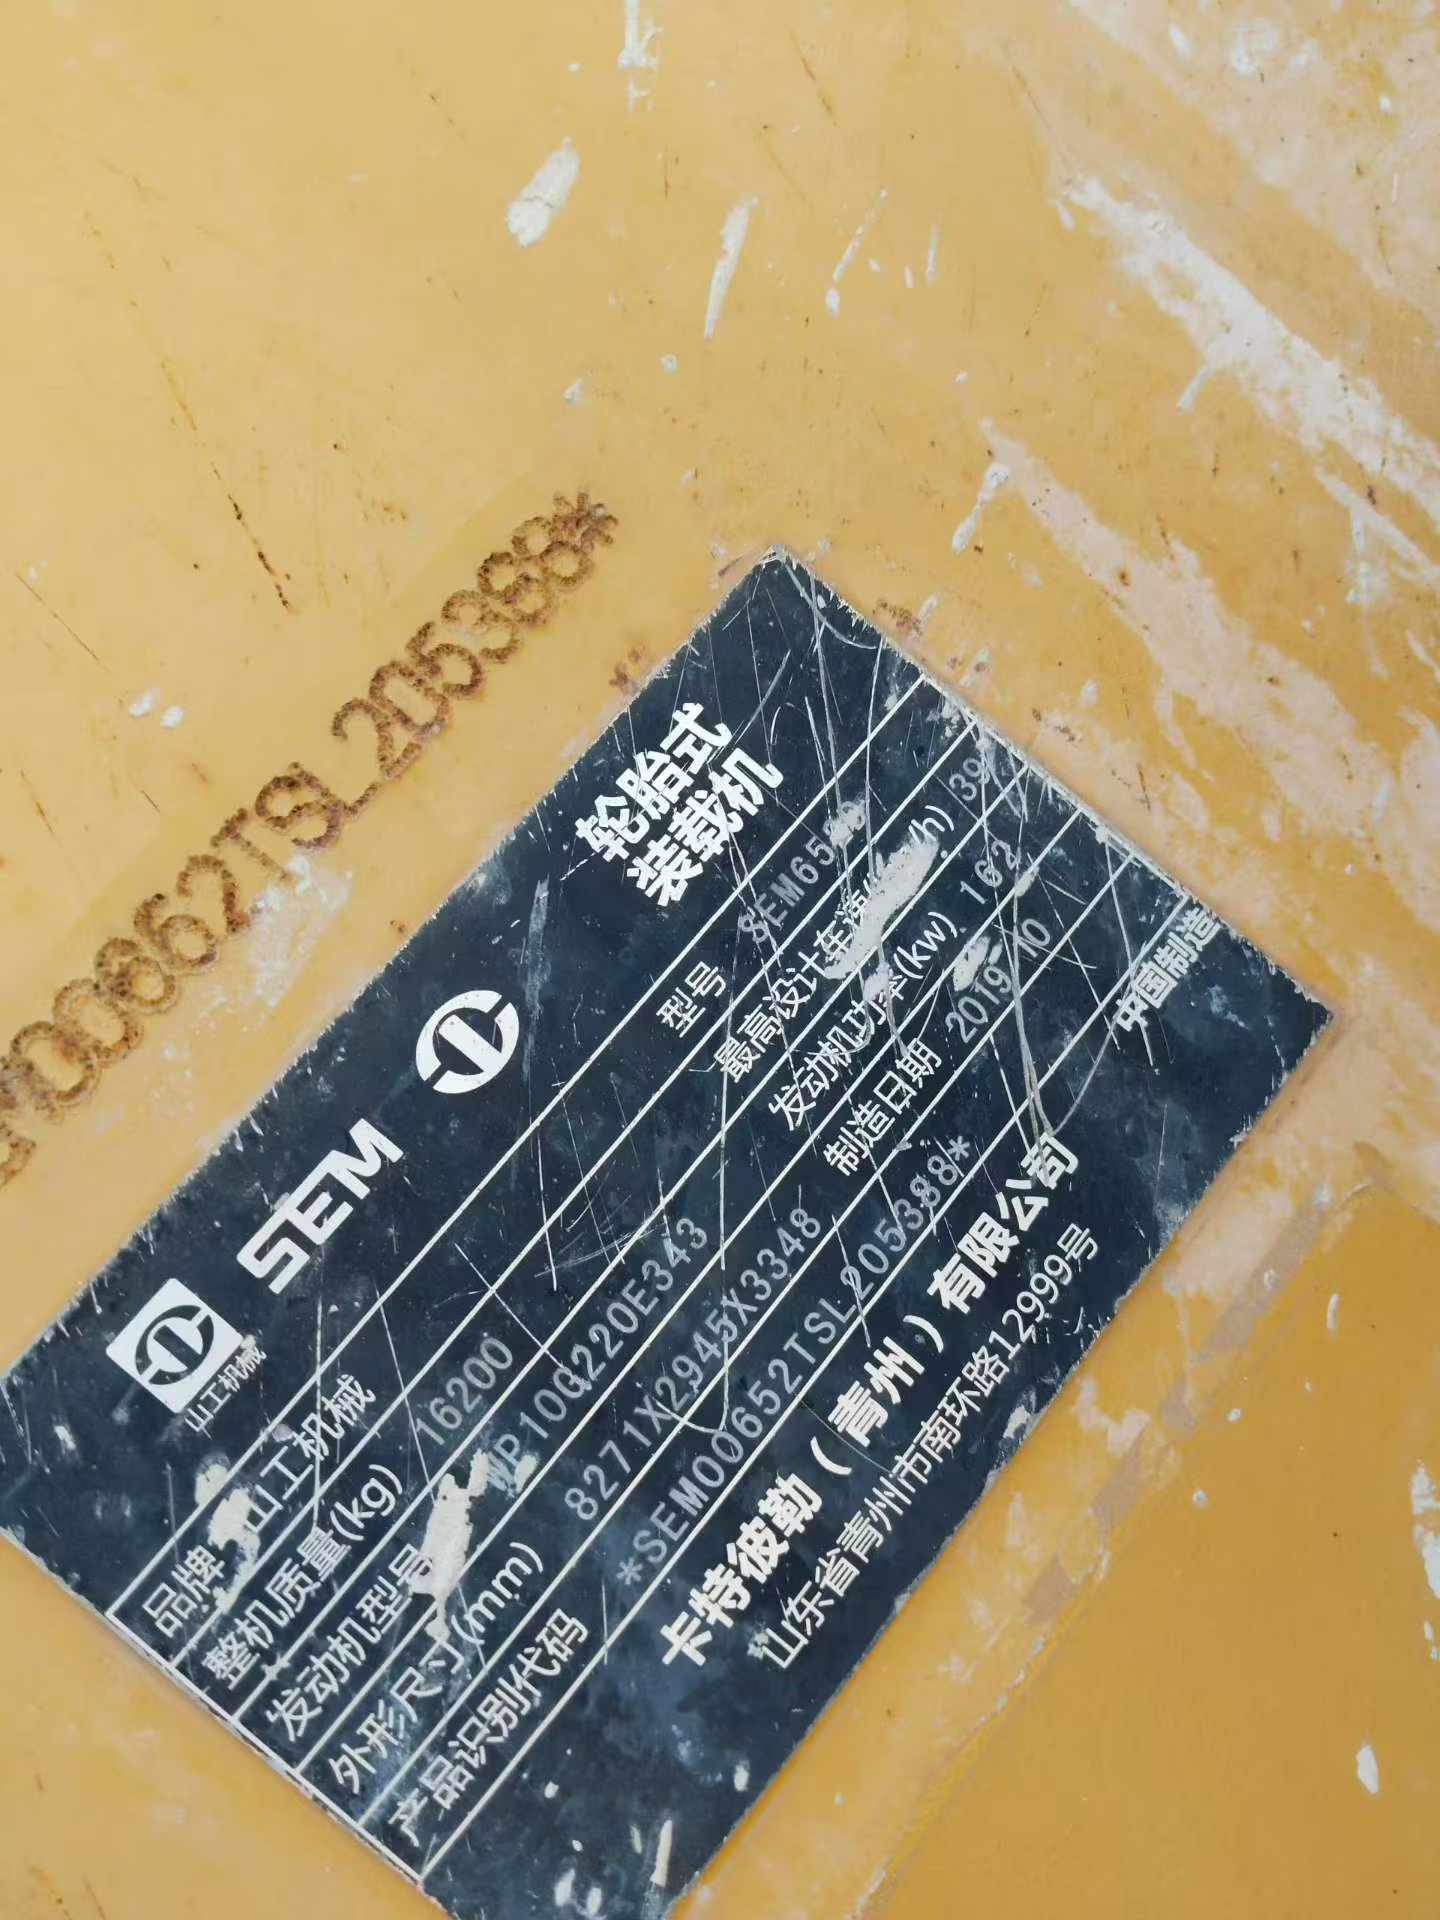 M00652TSL205388*
山工机械
SEM
轮胎式
装载机
品牌 山工机械 型号 SEM65
整机质量(kg) 16200 最高设计车速 /h) 39
发动机型号 WP10G220E343 发动机功率(kw) 162
外形尺寸(mm) 8271X2945X3348 制造日期 2019-10
产品识别代码 *SEM00652TSL205388*
卡特彼勒(青州)有限公司 中国制造
山东省青州市南环路12999号